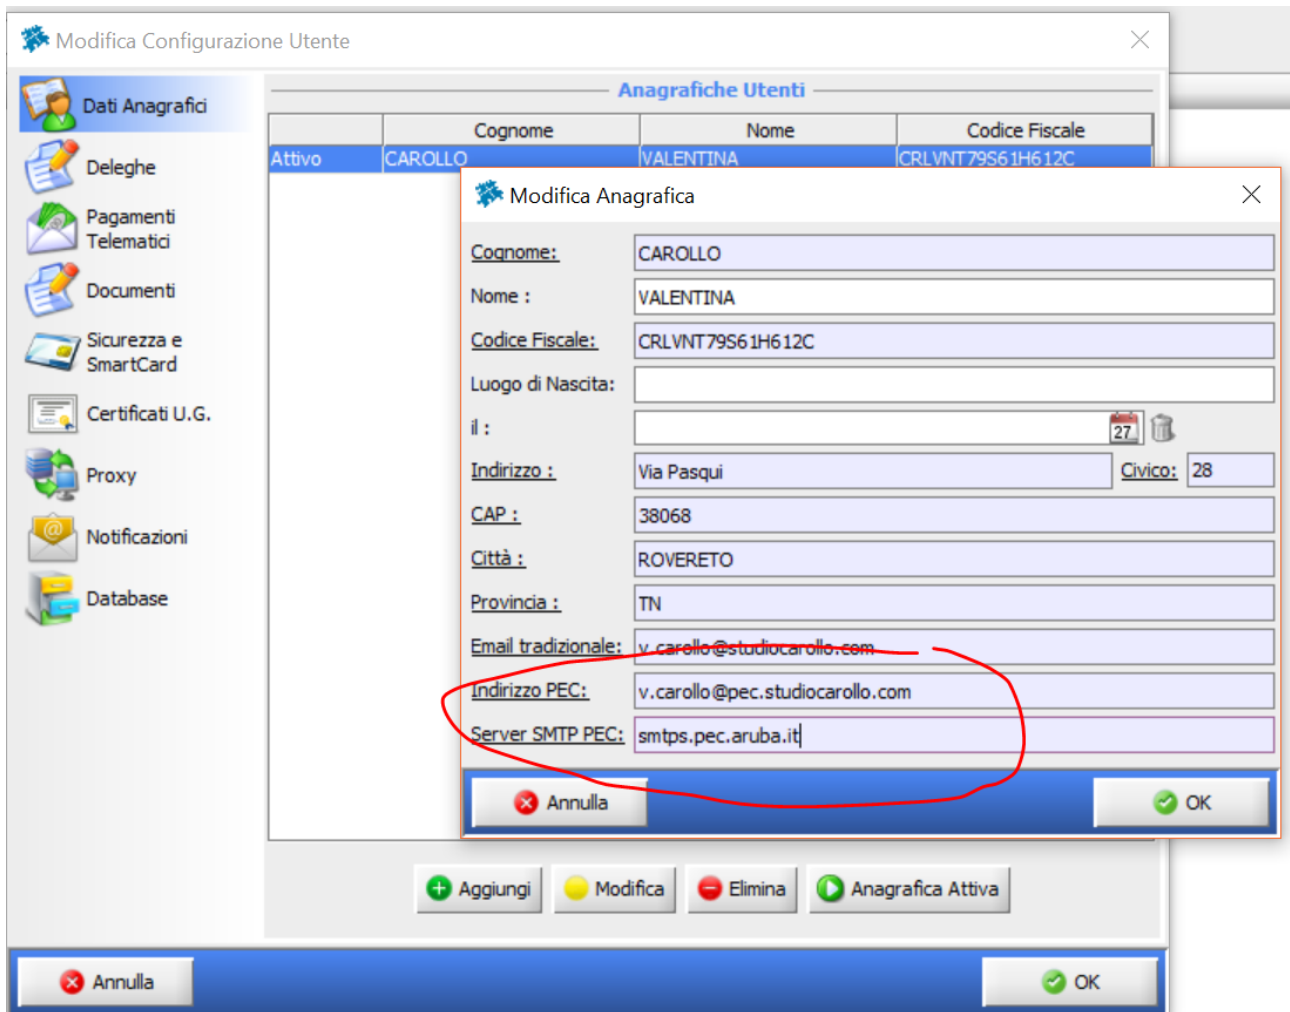 Modifica Configurazione Utente
Dati Anagrafici
Deleghe
Pagamenti
Telematici
Documenti
Sicurezza e
SmartCard
Certificati U.G.
Proxy
Notificazioni
Database
Anagrafiche Utenti
Cognome Nome Codice Fiscale
Attivo CAROLLO VALENTINA CRLVNT79S61H612C
Modifica Anagrafica
Cognome: CAROLLO
Nome : VALENTINA
Codice Fiscale: CRLVNT79S61H612C
Luogo di Nascita:
il : 27
Indirizzo : Via Pasqui Civico: 28
CAP : 38068
Città : ROVERETO
Provincia : TN
Email tradizionale: v.carollo@studiocarollo.com
Indirizzo PEC: v.carollo@pec.studiocarollo.com
Server SMTP PEC: smtps.pec.aruba.it
Annulla OK
Aggiungi Modifica Elimina Anagrafica Attiva
Annulla OK